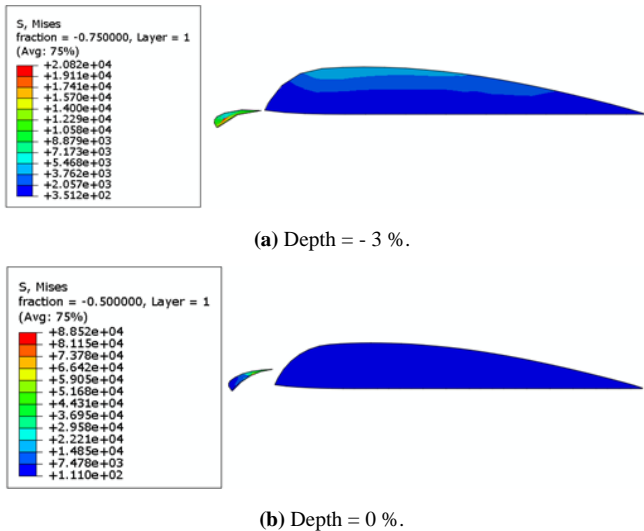 S, Mises
fraction = -0.750000, Layer = 1
(Avg: 75%)
+2.082e+04
+1.911e+04
+1.741e+04
+1.570e+04
+1.400e+04
+1.229e+04
+1.058e+04
+8.879e+03
+7.173e+03
+5.468e+03
+3.762e+03
+2.057e+03
+3.512e+02
(a) Depth = - 3 %.
S, Mises
fraction = -0.500000, Layer = 1
(Avg: 75%)
+8.852e+04
+8.115e+04
+7.378e+04
+6.642e+04
+5.905e+04
+5.168e+04
+4.431e+04
+3.695e+04
+2.958e+04
+2.221e+04
+1.485e+04
+7.478e+03
+1.110e+02
(b) Depth = 0 %.